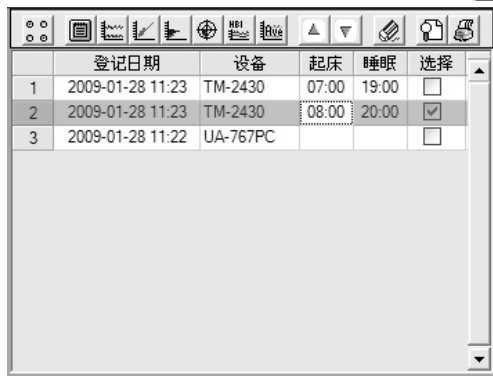 HBI Ave
登记日期 设备 起床 睡眠 选择
1 2009-01-28 11:23 TM-2430 07:00 19:00
2 2009-01-28 11:23 TM-2430 08:00 20:00
3 2009-01-28 11:22 UA-767PC